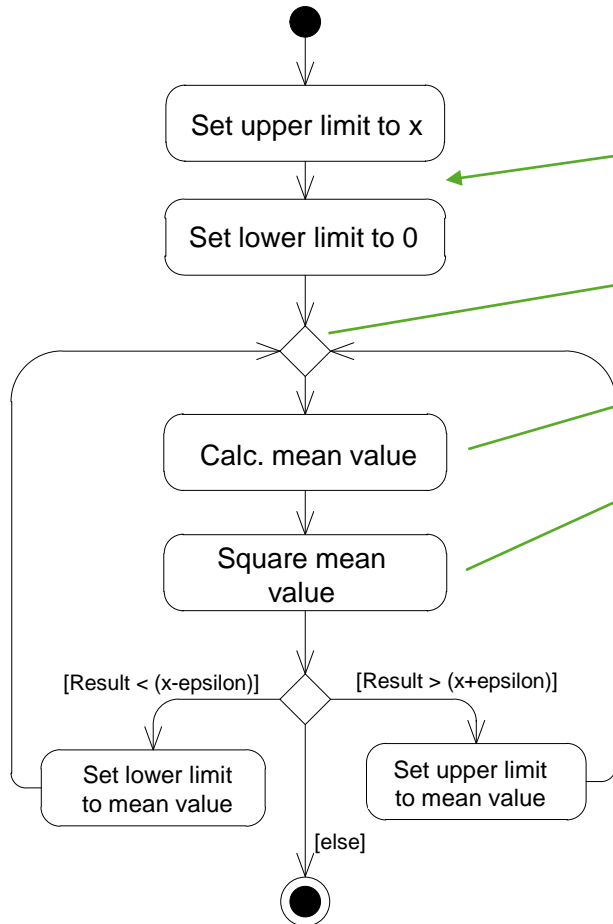 Set upper limit to x
Set lower limit to 0
Calc. mean value
Square mean
value
[Result < (x-epsilon)]
[Result > (x+epsilon)]
Set lower limit
to mean value
Set upper limit
to mean value
[else]